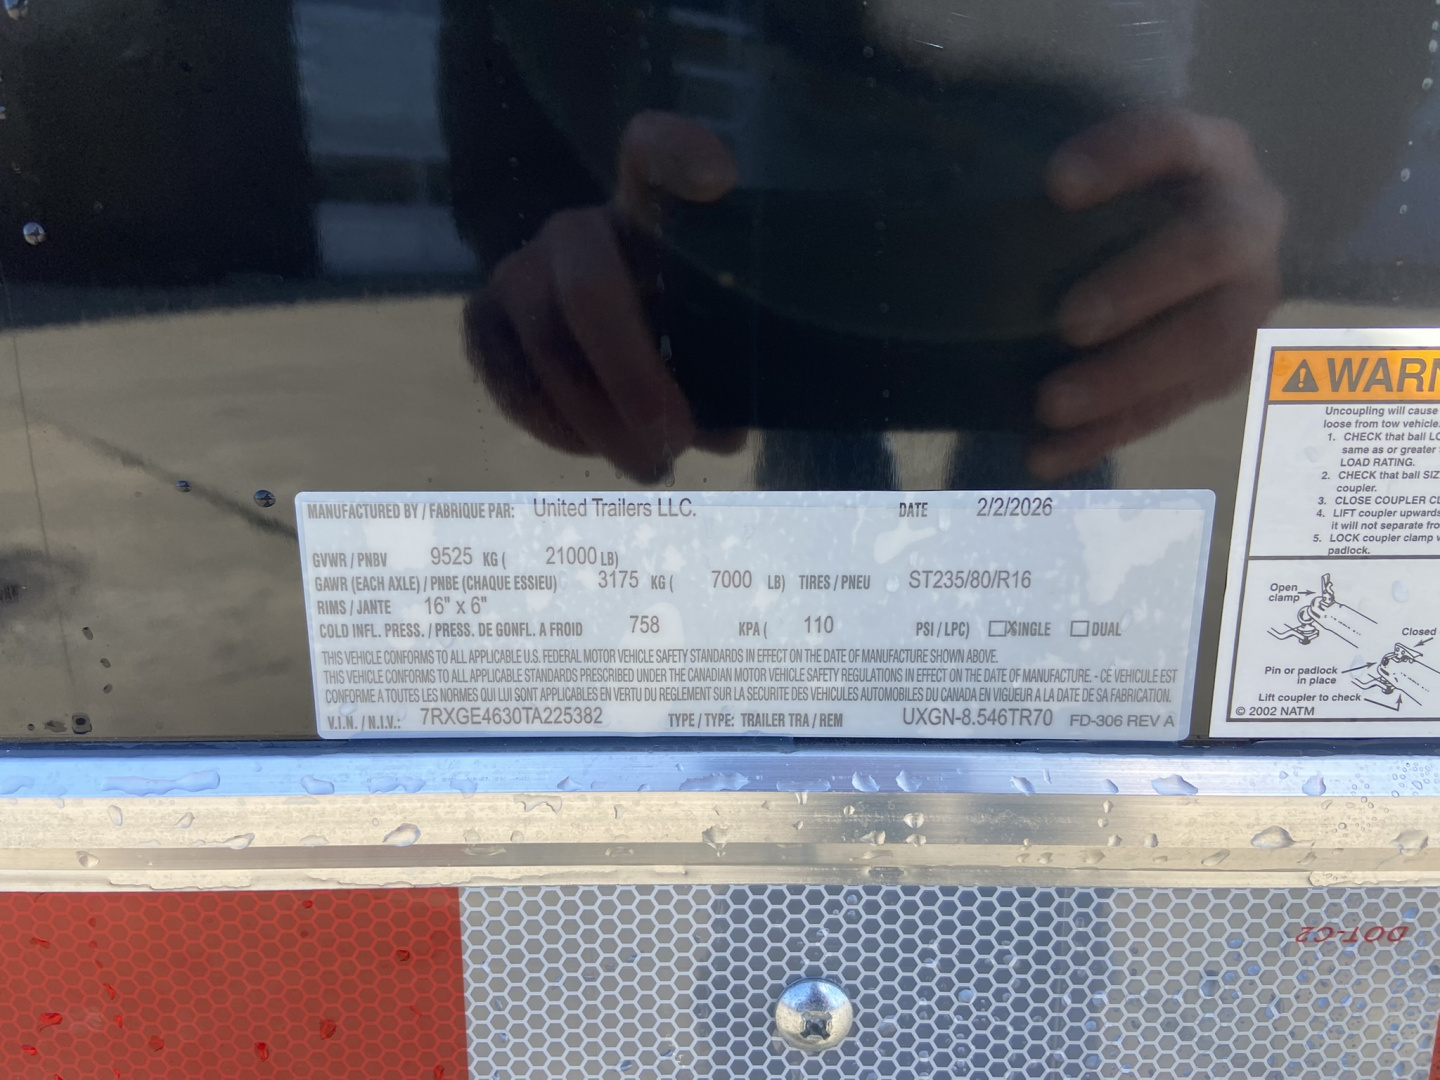 MANUFACTURED BY / FABRIQUE PAR: United Trailers LLC. DATE 2/2/2026
GVWR / PNBV 9525 KG ( 21000 LB)
GAWR (EACH AXLE) / PNBE (CHAQUE ESSIEU) 3175 KG ( 7000 LB) TIRES / PNEU ST235/80/R16
RIMS / JANTE 16" x 6"
COLD INFL. PRESS. / PRESS. DE GONFL. A FROID 758 KPA ( 110 PSI / LPC) ☒SINGLE ☐DUAL
THIS VEHICLE CONFORMS TO ALL APPLICABLE U.S. FEDERAL MOTOR VEHICLE SAFETY STANDARDS IN EFFECT ON THE DATE OF MANUFACTURE SHOWN ABOVE.
THIS VEHICLE CONFORMS TO ALL APPLICABLE STANDARDS PRESCRIBED UNDER THE CANADIAN MOTOR VEHICLE SAFETY REGULATIONS IN EFFECT ON THE DATE OF MANUFACTURE. - CE VEHICULE EST
CONFORME A TOUTES LES NORMES QUI LUI SONT APPLICABLES EN VERTU DU REGLEMENT SUR LA SECURITE DES VEHICULES AUTOMOBILES DU CANADA EN VIGUEUR A LA DATE DE SA FABRICATION.
V.I.N. / N.I.V.: 7RXGE4630TA225382 TYPE / TYPE: TRAILER TRA / REM UXGN-8.546TR70 FD-306 REV A
WARN
Uncoupling will cause
loose from tow vehicle.
1. CHECK that ball LO
same as or greater
LOAD RATING.
2. CHECK that ball SIZ
coupler.
3. CLOSE COUPLER CL
4. LIFT coupler upwards
it will not separate fro
5. LOCK coupler clamp w
padlock.
Open
clamp
Closed
Pin or padlock
in place
Lift coupler to check
© 2002 NATM
DOT-C2